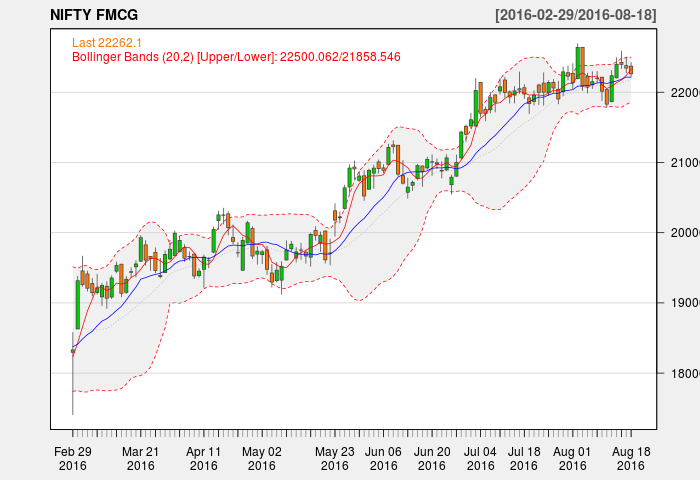 NIFTY FMCG
[2016-02-29/2016-08-18]
Last 22262.1
Bollinger Bands (20,2) [Upper/Lower]: 22500.062/21858.546
22000
21000
20000
19000
18000
Feb 29 2016
Mar 21 2016
Apr 11 2016
May 02 2016
May 23 2016
Jun 06 2016
Jun 20 2016
Jul 04 2016
Jul 18 2016
Aug 01 2016
Aug 18 2016